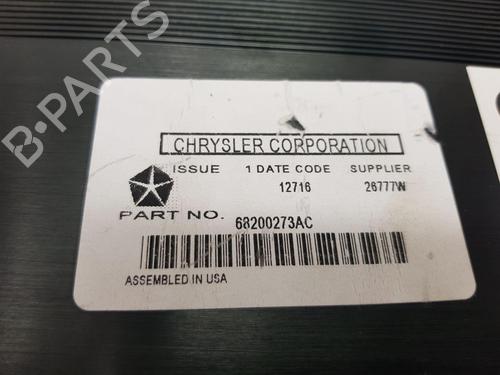 B-PARTS
CHRYSLER CORPORATION
ISSUE 1 DATE CODE SUPPLIER
12716 26777W
PART NO. 68200273AC
ASSEMBLED IN USA